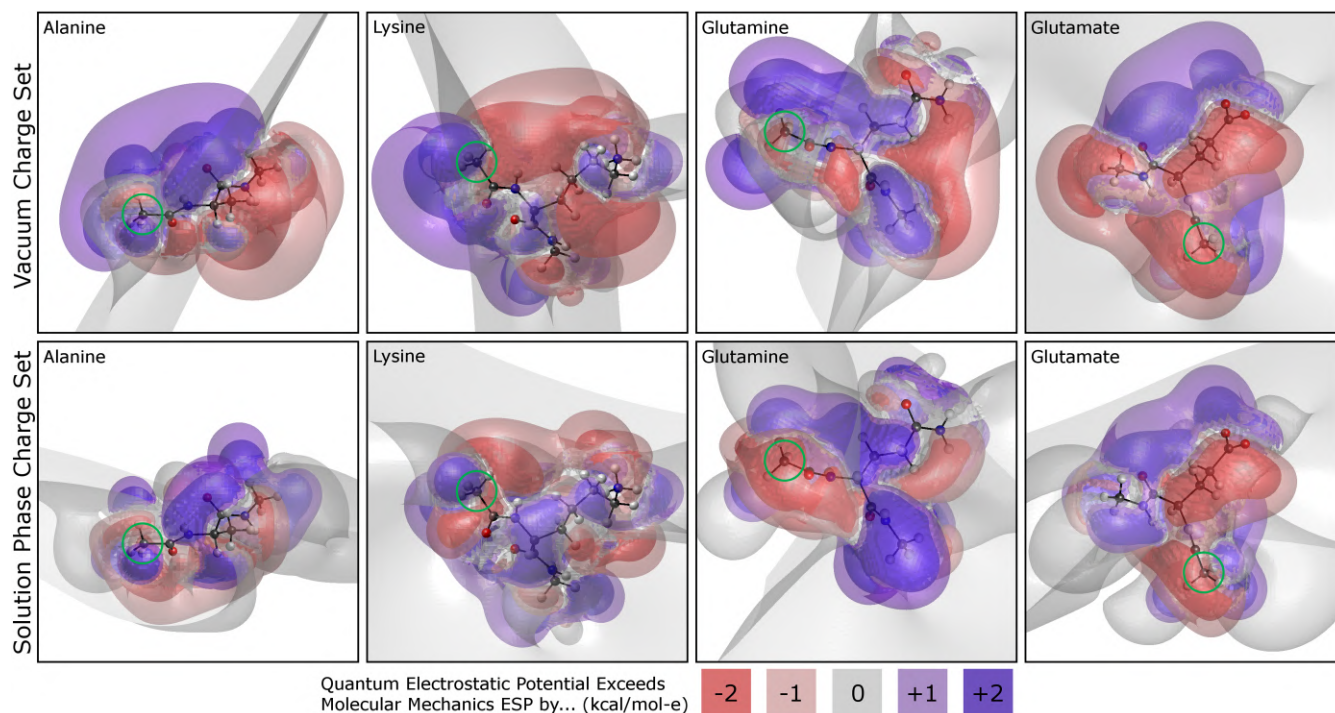 Vacuum Charge Set
Alanine
Lysine
Glutamine
Glutamate
Solution Phase Charge Set
Alanine
Lysine
Glutamine
Glutamate
Quantum Electrostatic Potential Exceeds
Molecular Mechanics ESP by... (kcal/mol-e)
-2
-1
0
+1
+2